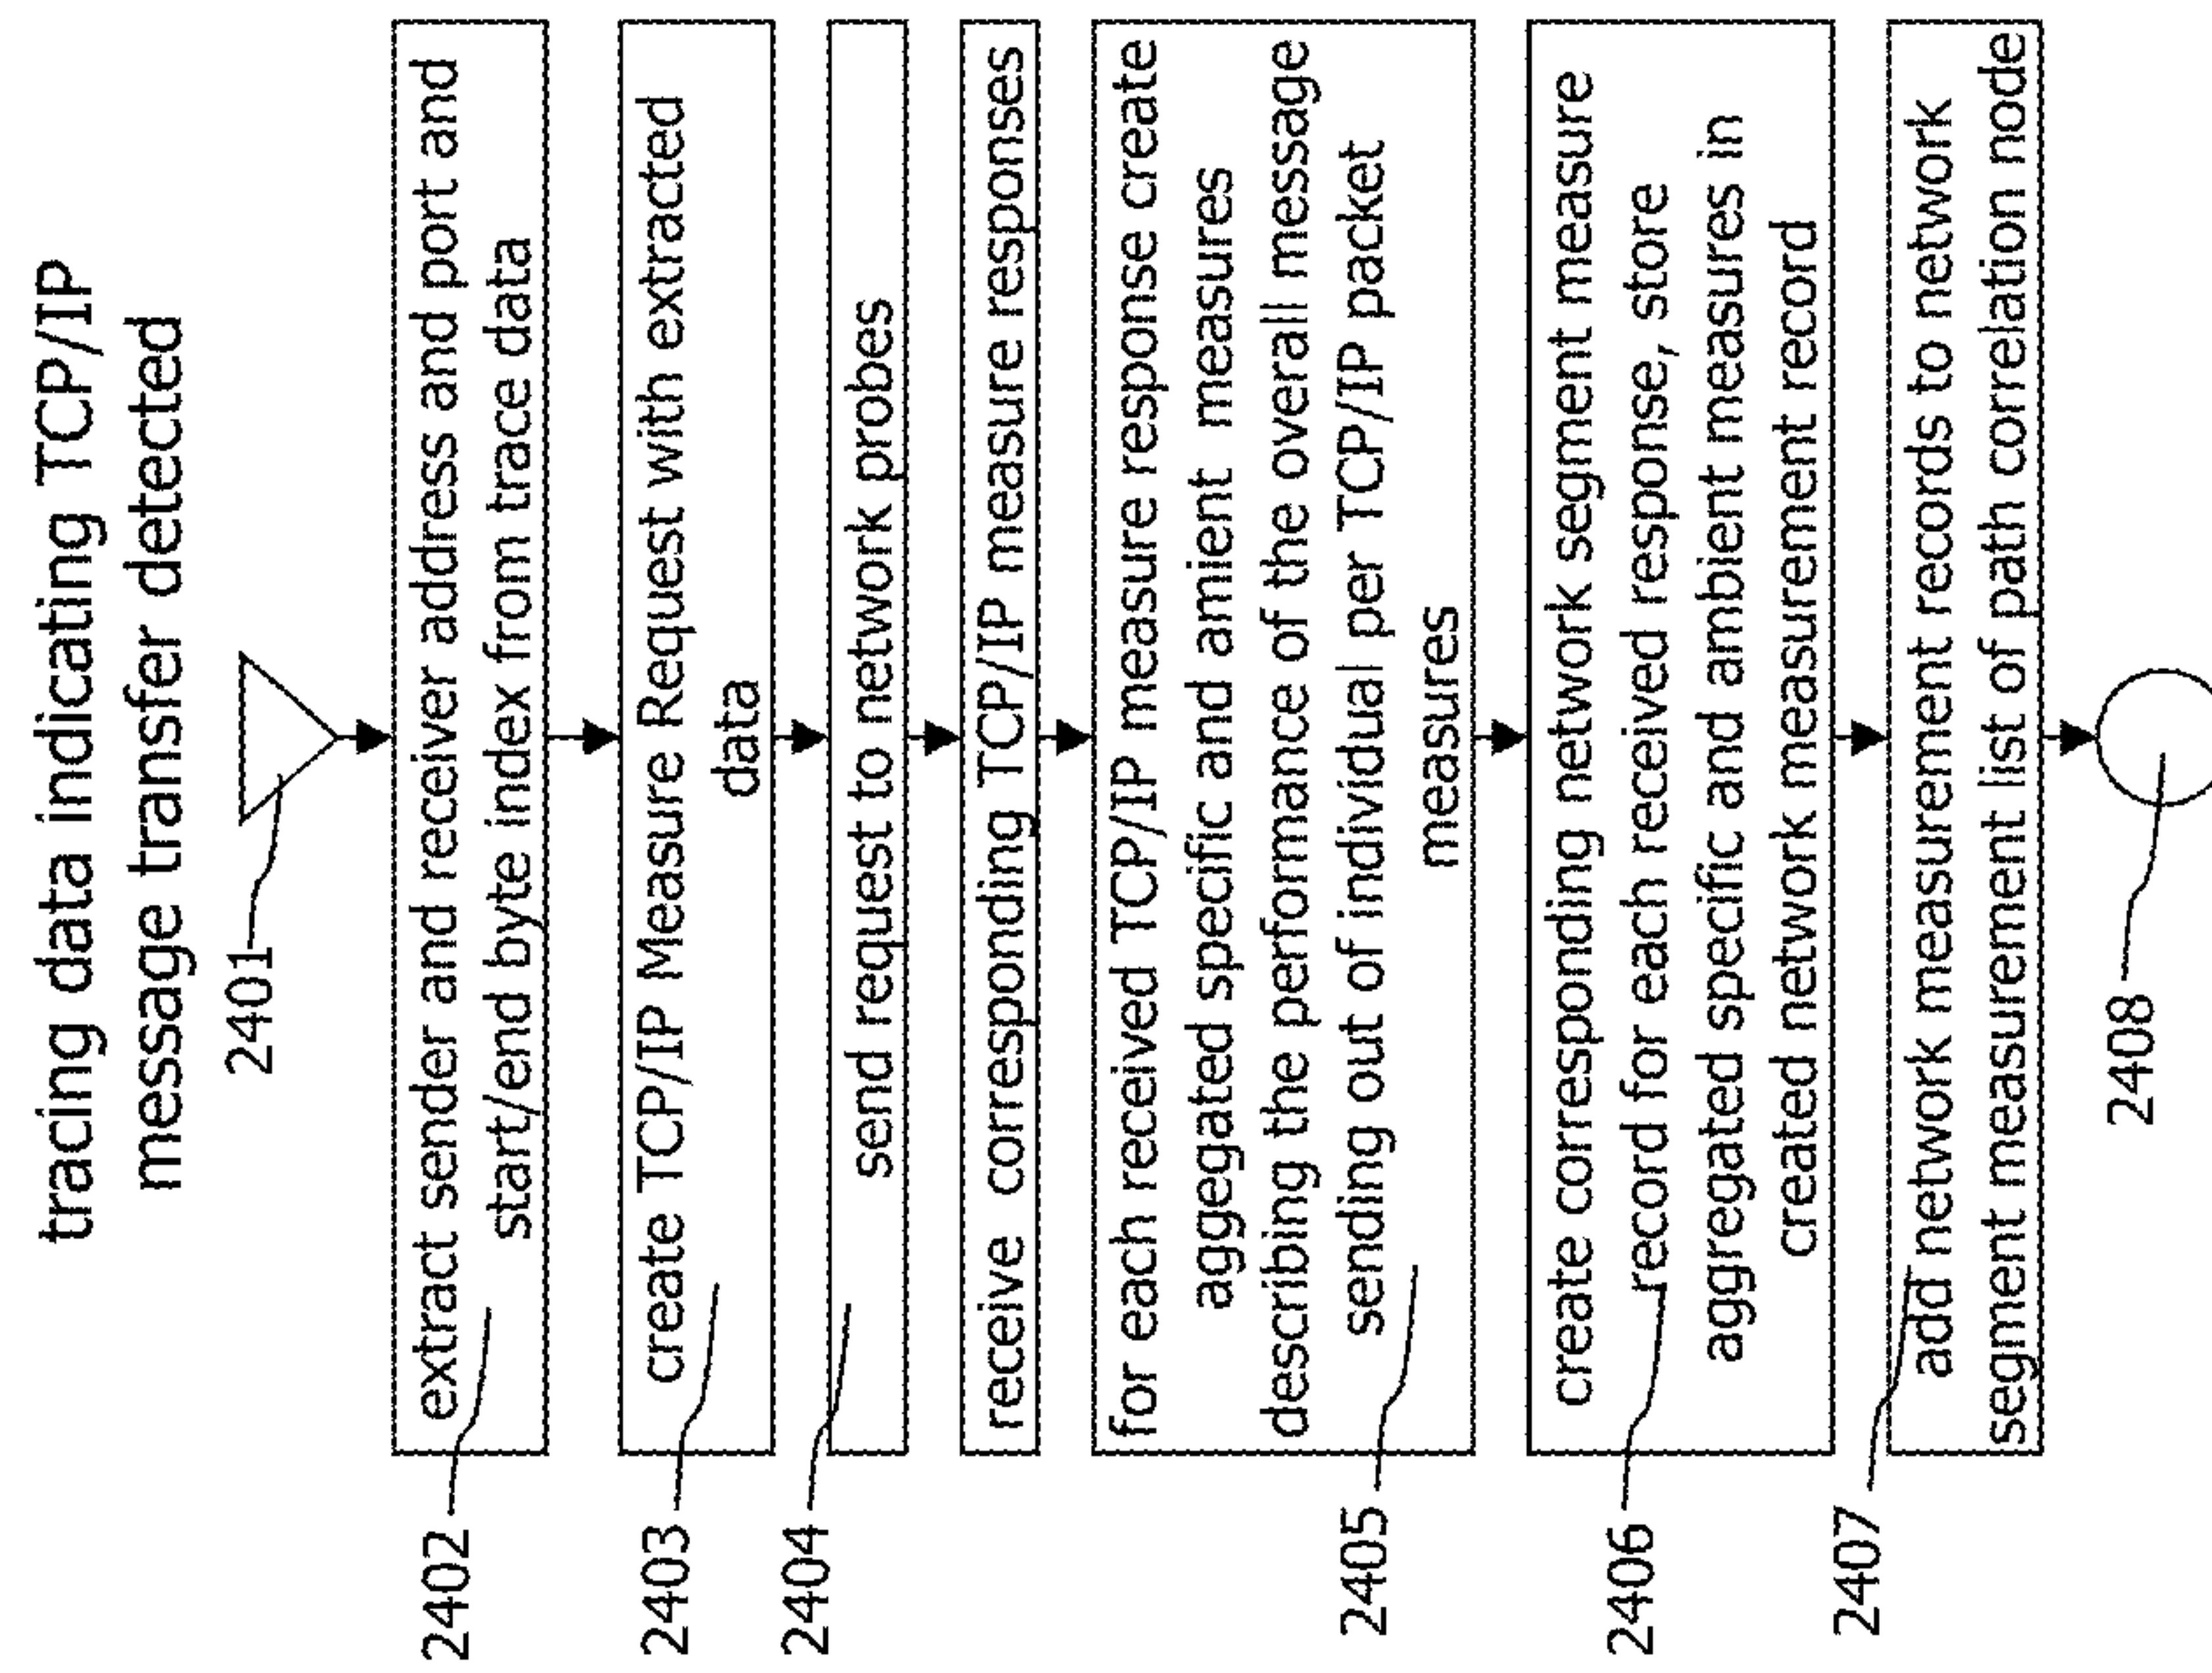 tracing data indicating TCP/IP
message transfer detected
2401
extract sender and receiver address and port and
start/end byte index from trace data
2402
create TCP/IP Measure Request with extracted
data
2403
send request to network probes
2404
receive corresponding TCP/IP measure responses
for each received TCP/IP measure response create
aggegated specific and amient measures
describing the performance of the overall message
sending out of individual per TCP/IP packet
measures
2405
create corresponding network segment measure
record for each received response, store
aggregated specific and ambient measures in
created network measurement record
2406
add network measurement records to network
segment measurement list of path correlation node
2407
2408